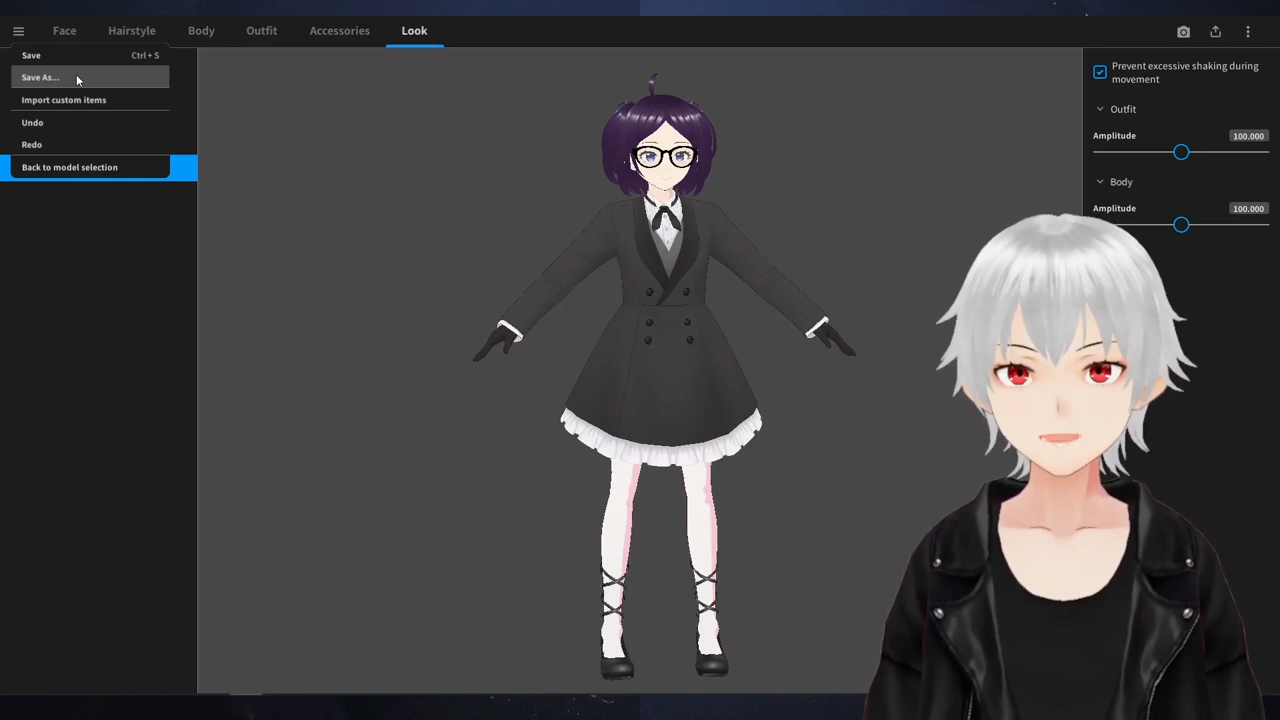 Face Hairstyle Body Outfit Accessories Look
Save Ctrl + S
Save As...
Import custom items
Undo
Redo
Back to model selection
Prevent excessive shaking during
movement
Outfit
Amplitude 100.000
Body
Amplitude 100.000